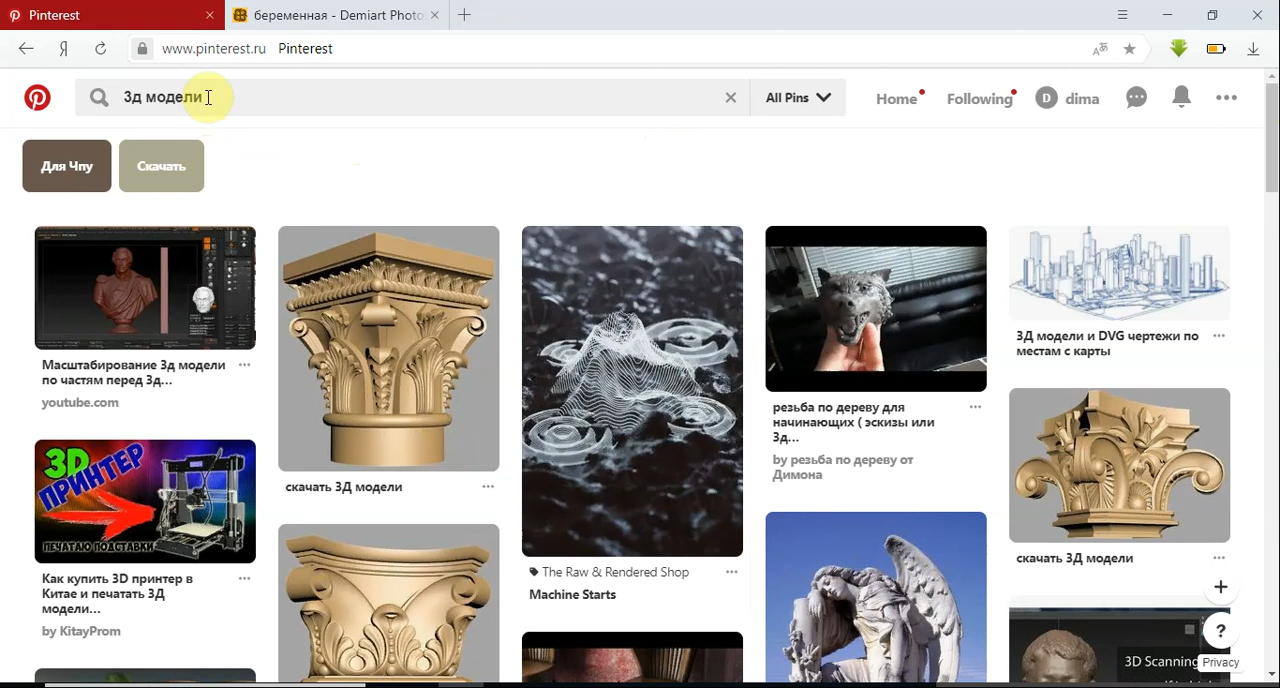 Pinterest
беременная - Demiart Photo
www.pinterest.ru Pinterest
3д модели
All Pins
Home
Following
D
dima
Для Чпу
Скачать
Масштабирование 3д модели
по частям перед 3д...
youtube.com
3D ПРИНТЕР
ПЕЧАТАЮ ПОДСТАВКИ
Как купить 3D принтер в
Китае и печатать 3Д
модели...
by KitayProm
скачать 3Д модели
The Raw & Rendered Shop
Machine Starts
резьба по дереву для
начинающих ( эскизы или
3д...
by резьба по дереву от
Димона
3Д модели и DVG чертежи по
местам с карты
скачать 3Д модели
3D Scanning
?
Privacy